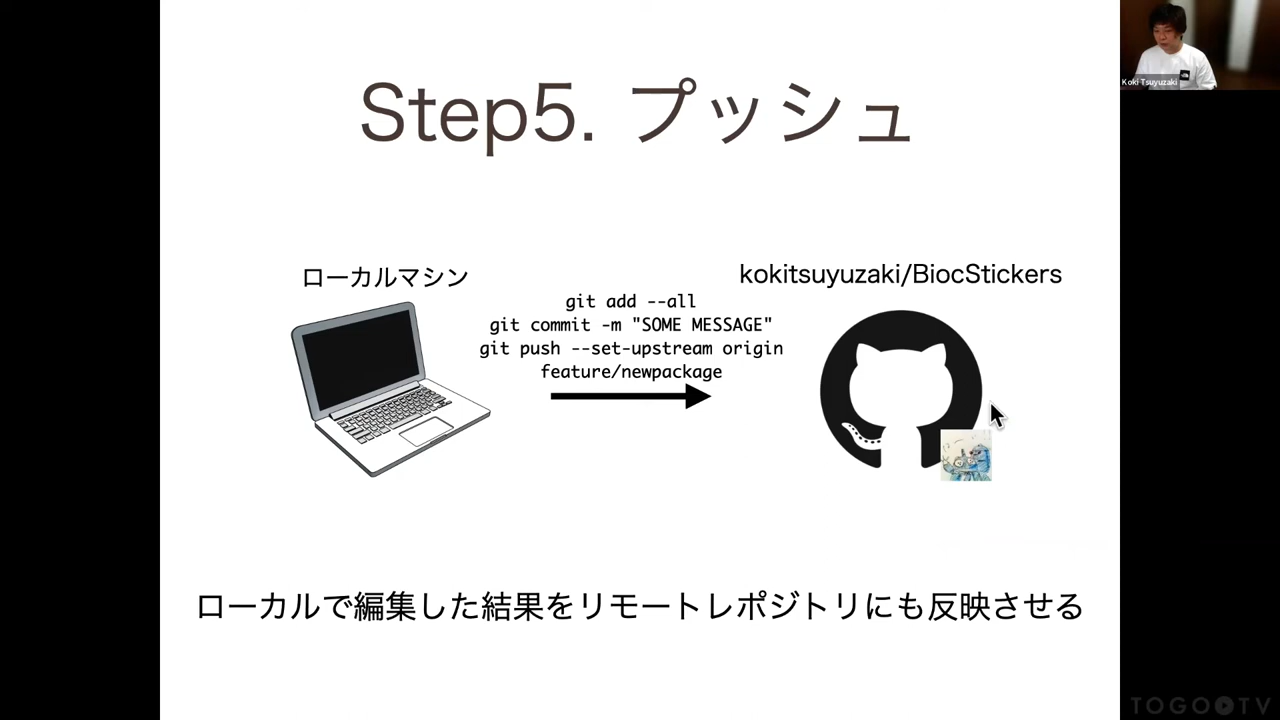 Koki Tsuyuzaki
Step5. プッシュ
ローカルマシン
kokitsuyuzaki/BiocStickers
git add --all
git commit -m "SOME MESSAGE"
git push --set-upstream origin
feature/newpackage
ローカルで編集した結果をリモートレポジトリにも反映させる
TOGOTV